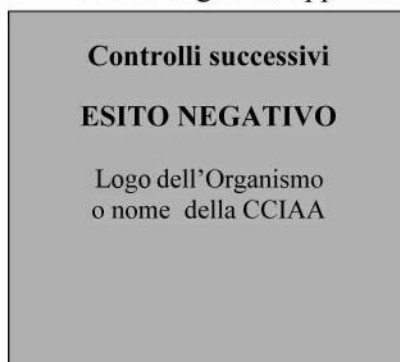 Controlli successivi
ESITO NEGATIVO
Logo dell'Organismo
o nome della CCIAA